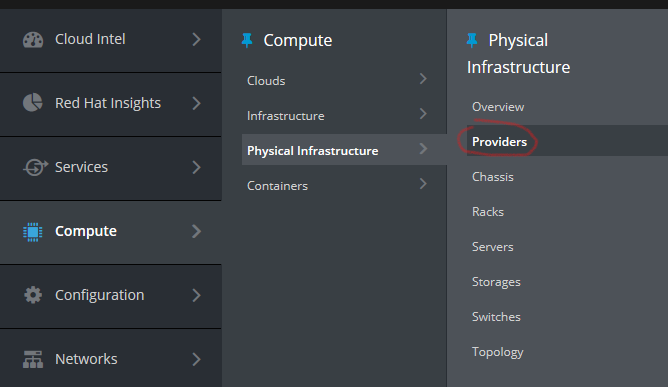 Cloud Intel
Red Hat Insights
Services
Compute
Configuration
Networks
Compute
Clouds
Infrastructure
Physical Infrastructure
Containers
Physical
Infrastructure
Overview
Providers
Chassis
Racks
Servers
Storages
Switches
Topology